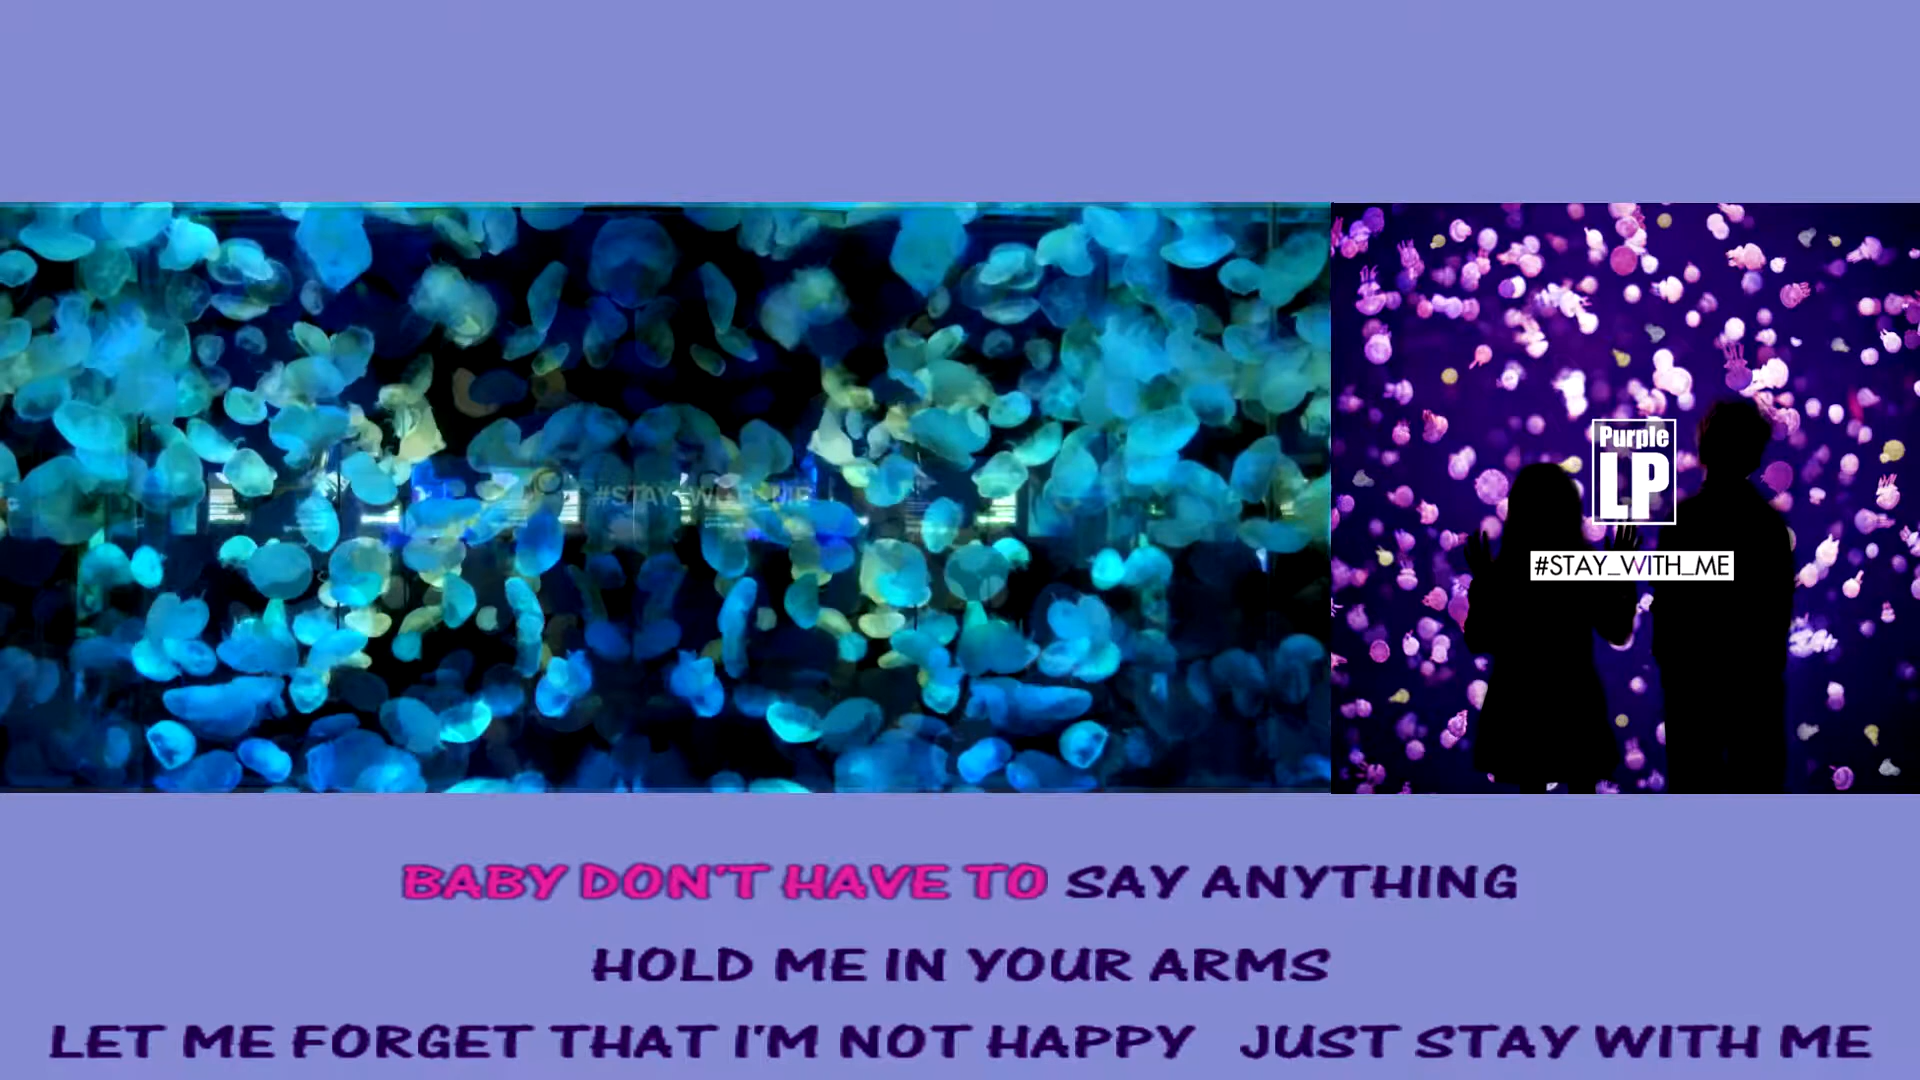 #STAY_WITH_ME
Purple
LP
#STAY_WITH_ME
BABY DON'T HAVE TO SAY ANYTHING
HOLD ME IN YOUR ARMS
LET ME FORGET THAT I'M NOT HAPPY JUST STAY WITH ME